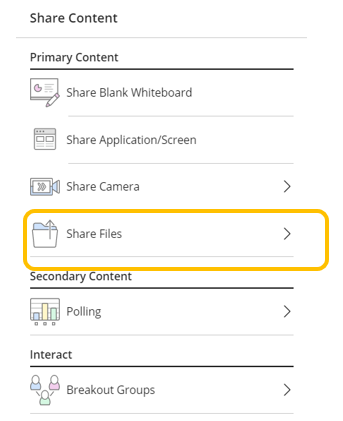 Share Content
Primary Content
Share Blank Whiteboard
Share Application/Screen
Share Camera
Share Files
Secondary Content
Polling
Interact
Breakout Groups